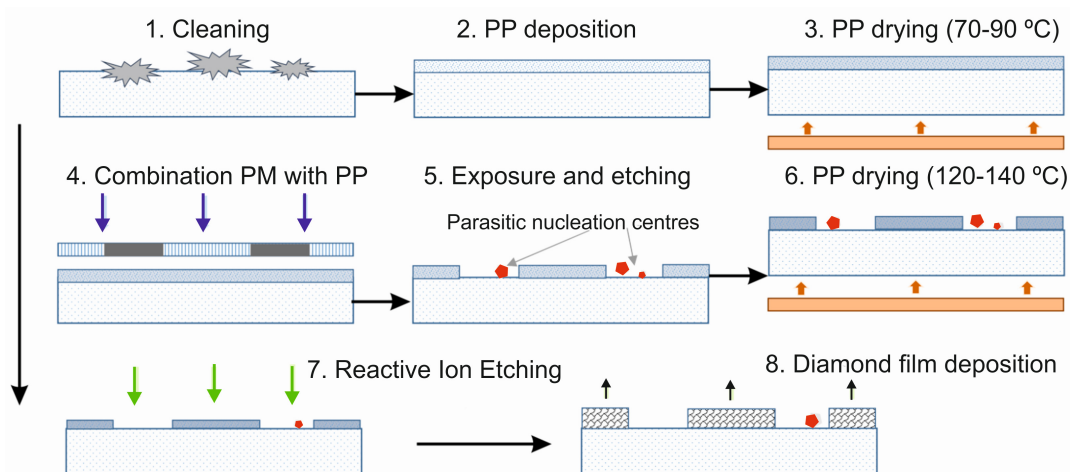 1. Cleaning
2. PP deposition
3. PP drying (70-90 ºC)
4. Combination PM with PP
5. Exposure and etching
6. PP drying (120-140 ºC)
Parasitic nucleation centres
7. Reactive Ion Etching
8. Diamond film deposition